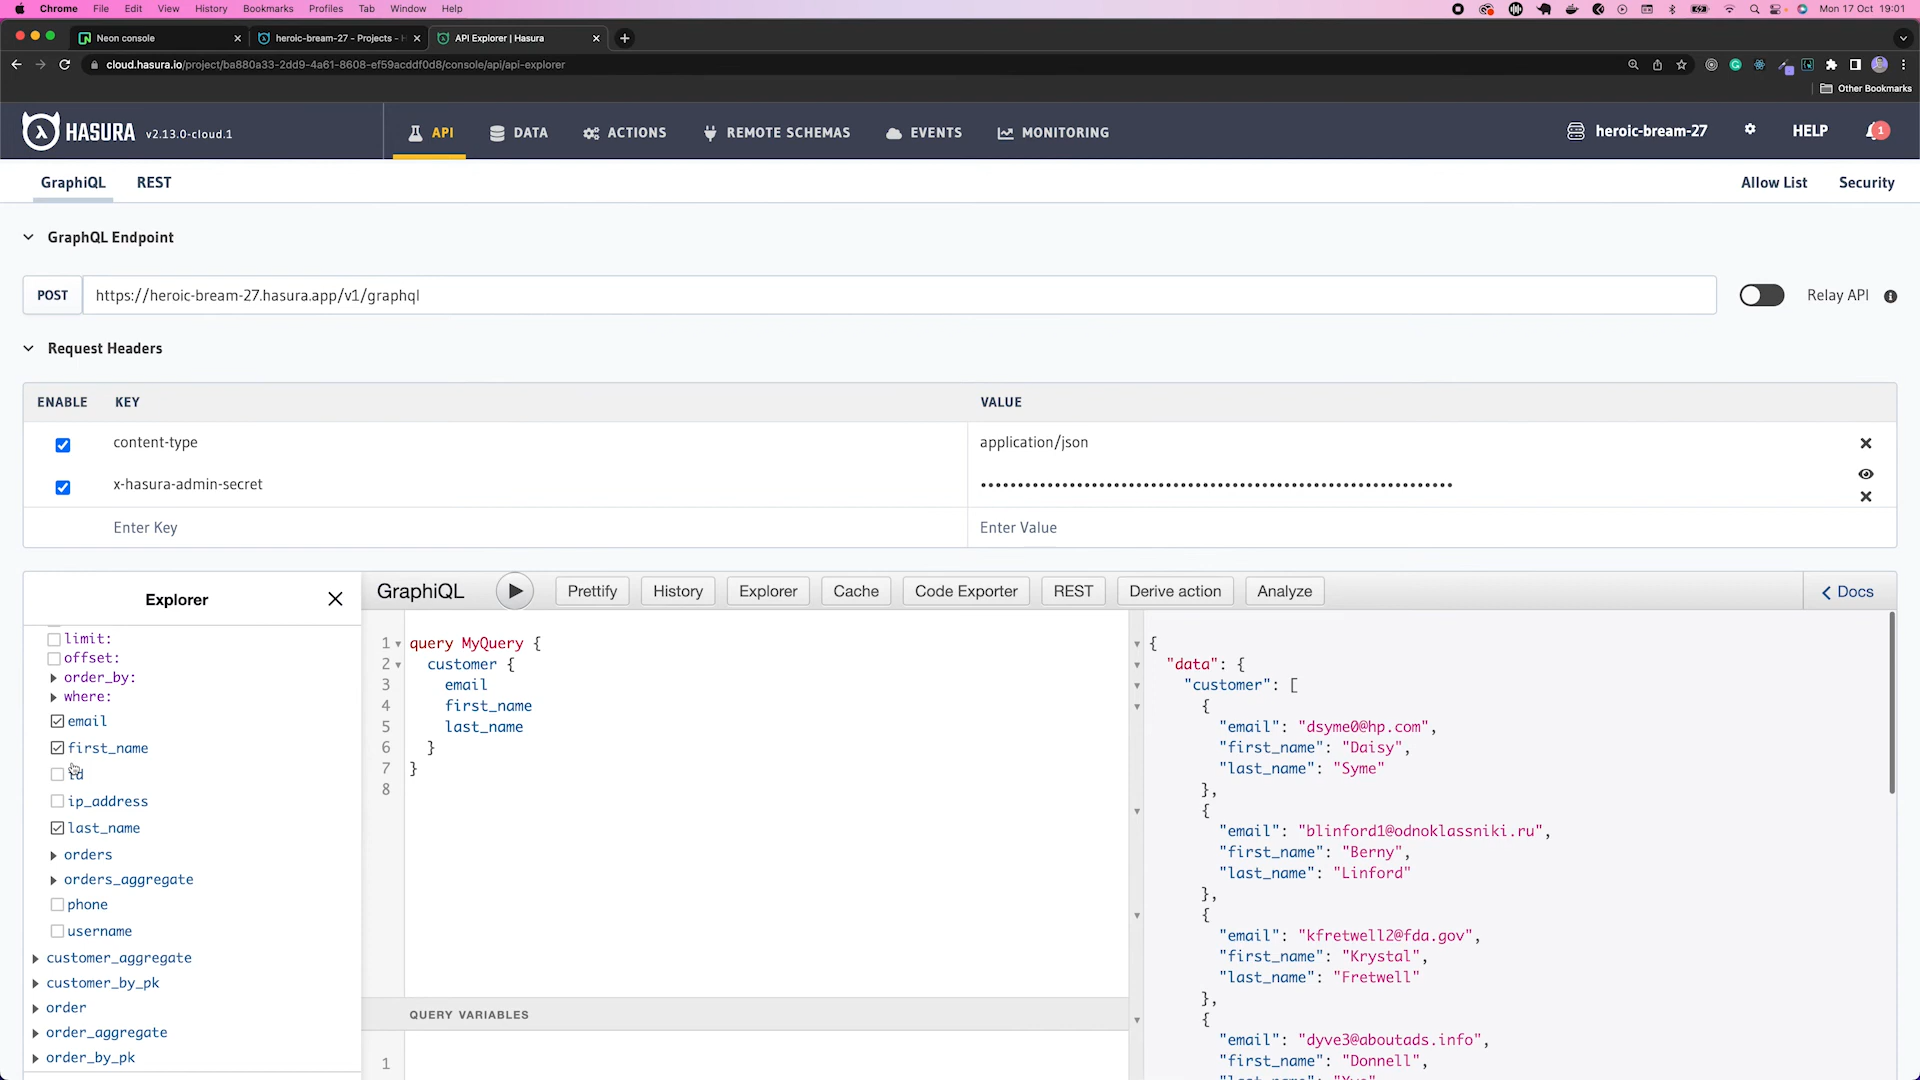 Chrome File Edit View History Bookmarks Profiles Tab Window Help Mon 17 Oct 19:01
Neon console heroic-bream-27 - Projects - H API Explorer | Hasura
cloud.hasura.io/project/ba880a33-2dd9-4a61-8608-ef59acddf0d8/console/api/api-explorer
Other Bookmarks
HASURA v2.13.0-cloud.1 API DATA ACTIONS REMOTE SCHEMAS EVENTS MONITORING heroic-bream-27 HELP 1
GraphiQL REST Allow List Security
GraphQL Endpoint
POST https://heroic-bream-27.hasura.app/v1/graphql Relay API
Request Headers
ENABLE KEY VALUE
content-type application/json
x-hasura-admin-secret
Enter Key Enter Value
Explorer GraphiQL Prettify History Explorer Cache Code Exporter REST Derive action Analyze Docs
limit:
offset:
order_by:
where:
email
first_name
id
ip_address
last_name
orders
orders_aggregate
phone
username
customer_aggregate
customer_by_pk
order
order_aggregate
order_by_pk
1 query MyQuery {
2 customer {
3 email
4 first_name
5 last_name
6 }
7 }
8
QUERY VARIABLES
1
{
"data": {
"customer": [
{
"email": "dsyme0@hp.com",
"first_name": "Daisy",
"last_name": "Syme"
},
{
"email": "blinford1@odnoklassniki.ru",
"first_name": "Berny",
"last_name": "Linford"
},
{
"email": "kfretwell2@fda.gov",
"first_name": "Krystal",
"last_name": "Fretwell"
},
{
"email": "dyve3@aboutads.info",
"first_name": "Donnell",